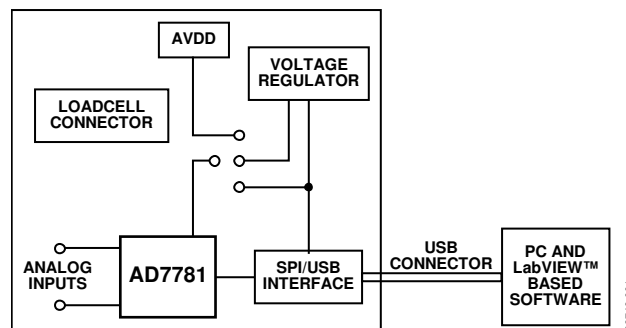 AVDD
VOLTAGE
REGULATOR
LOADCELL
CONNECTOR
ANALOG
INPUTS
AD7781
SPI/USB
INTERFACE
USB
CONNECTOR
PC AND
LabVIEW™
BASED
SOFTWARE